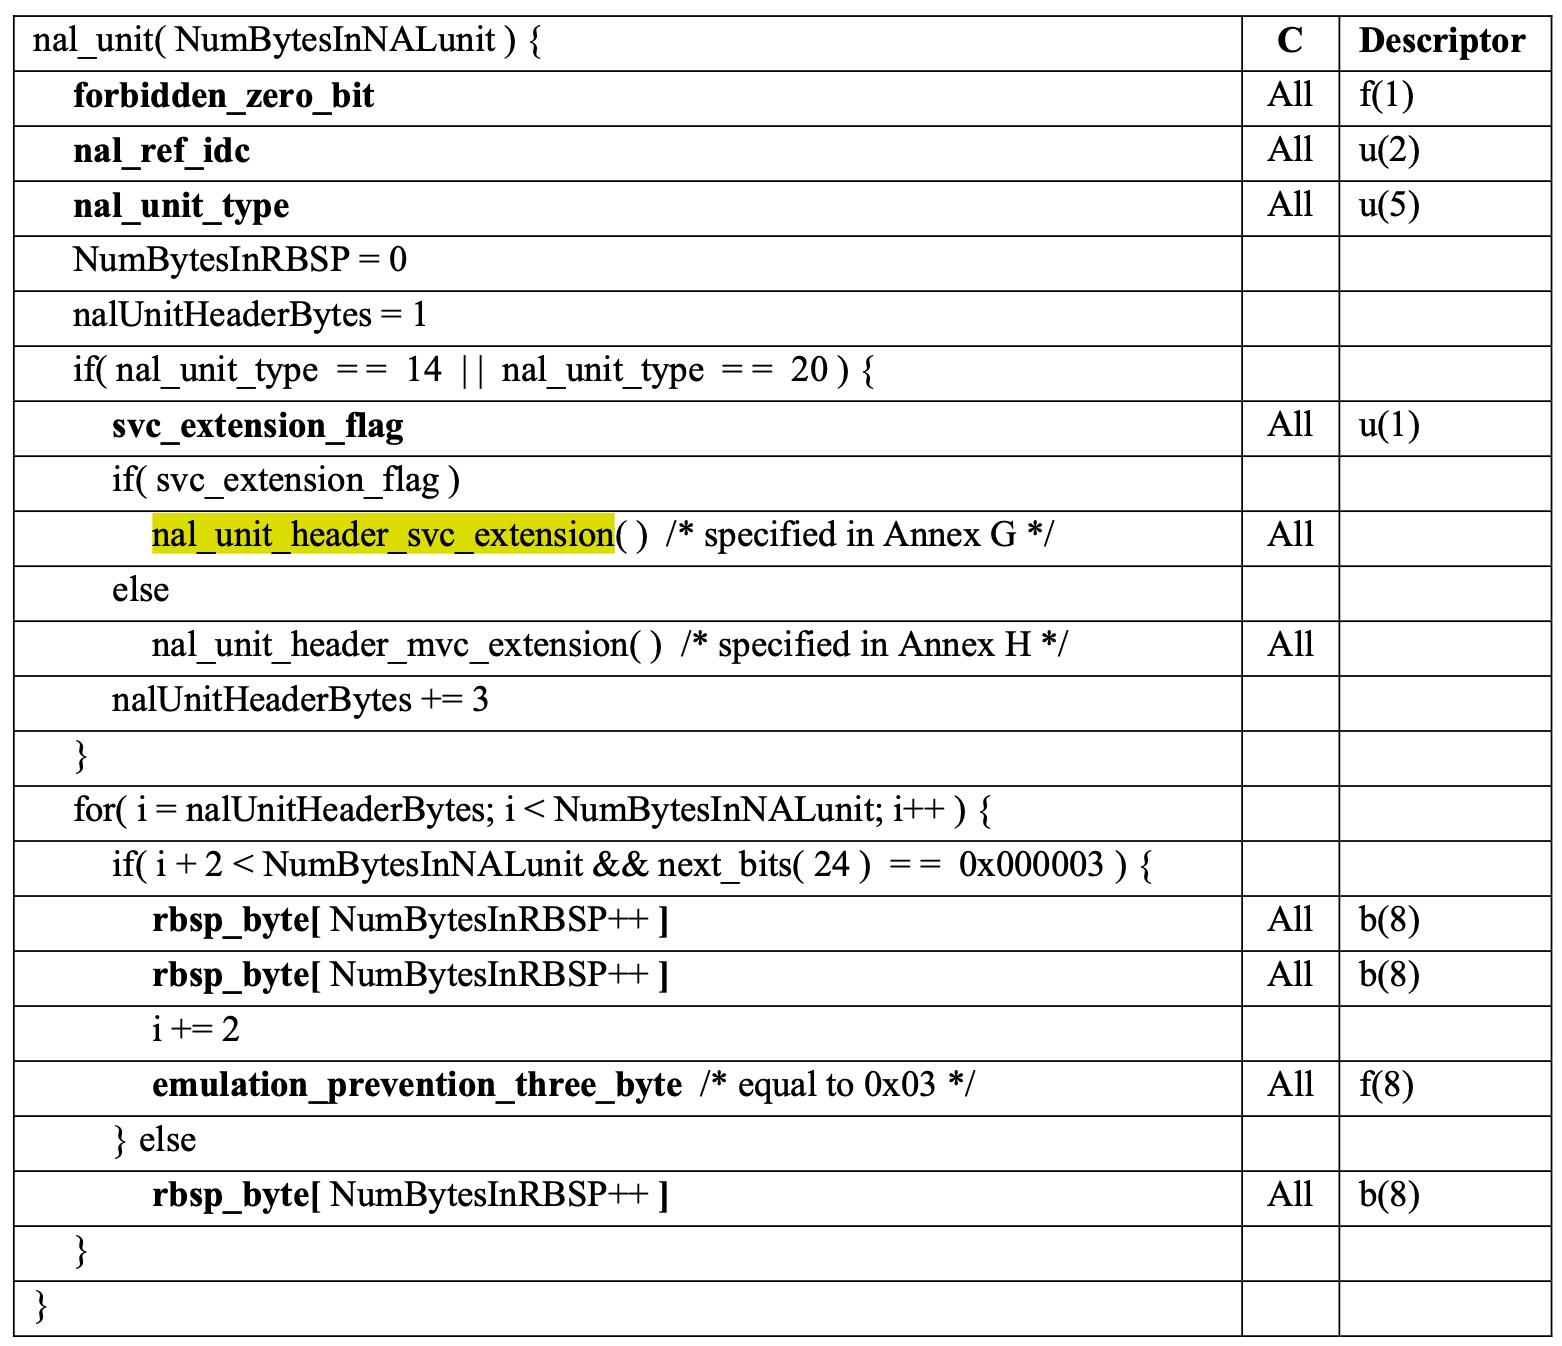 nal_unit( NumBytesInNALunit ) { C Descriptor
forbidden_zero_bit All f(1)
nal_ref_idc All u(2)
nal_unit_type All u(5)
NumBytesInRBSP = 0
nalUnitHeaderBytes = 1
if( nal_unit_type = = 14 | | nal_unit_type = = 20 ) {
svc_extension_flag All u(1)
if( svc_extension_flag )
nal_unit_header_svc_extension( ) /* specified in Annex G */ All
else
nal_unit_header_mvc_extension( ) /* specified in Annex H */ All
nalUnitHeaderBytes += 3
}
for( i = nalUnitHeaderBytes; i < NumBytesInNALunit; i++ ) {
if( i + 2 < NumBytesInNALunit && next_bits( 24 ) = = 0x000003 ) {
rbsp_byte[ NumBytesInRBSP++ ] All b(8)
rbsp_byte[ NumBytesInRBSP++ ] All b(8)
i += 2
emulation_prevention_three_byte /* equal to 0x03 */ All f(8)
} else
rbsp_byte[ NumBytesInRBSP++ ] All b(8)
}
}